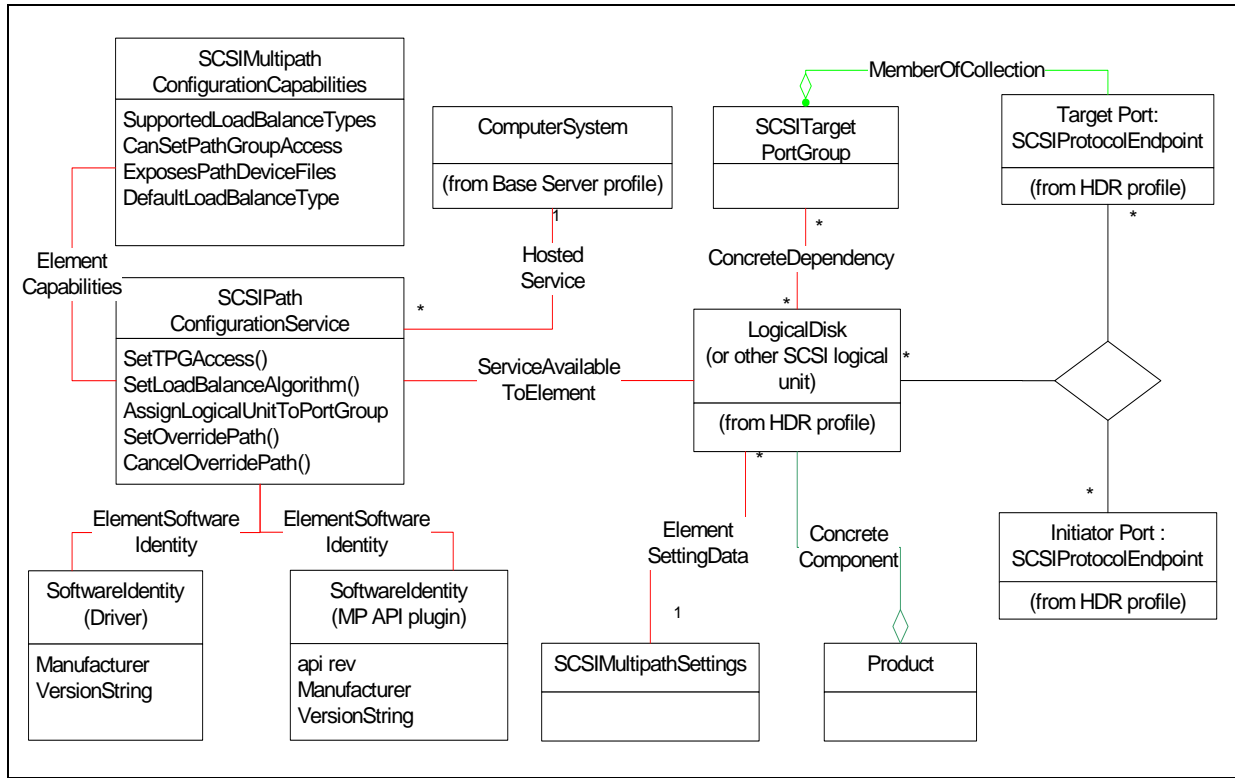 SCSIMultipath
ConfigurationCapabilities
SupportedLoadBalanceTypes
CanSetPathGroupAccess
ExposesPathDeviceFiles
DefaultLoadBalanceType
ComputerSystem
(from Base Server profile)
1
MemberOfCollection
SCSITarget
PortGroup
*
Target Port:
SCSIProtocolEndpoint
(from HDR profile)
*
Element
Capabilities
Hosted
Service
*
ConcreteDependency
*
SCSIPath
ConfigurationService
SetTPGAccess()
SetLoadBalanceAlgorithm()
AssignLogicalUnitToPortGroup
SetOverridePath()
CancelOverridePath()
ServiceAvailable
ToElement
LogicalDisk
(or other SCSI logical
unit)
(from HDR profile)
*
*
*
ElementSoftware
Identity
ElementSoftware
Identity
Element
SettingData
1
Concrete
Component
Initiator Port :
SCSIProtocolEndpoint
(from HDR profile)
SoftwareIdentity
(Driver)
Manufacturer
VersionString
SoftwareIdentity
(MP API plugin)
api rev
Manufacturer
VersionString
SCSIMultipathSettings
Product